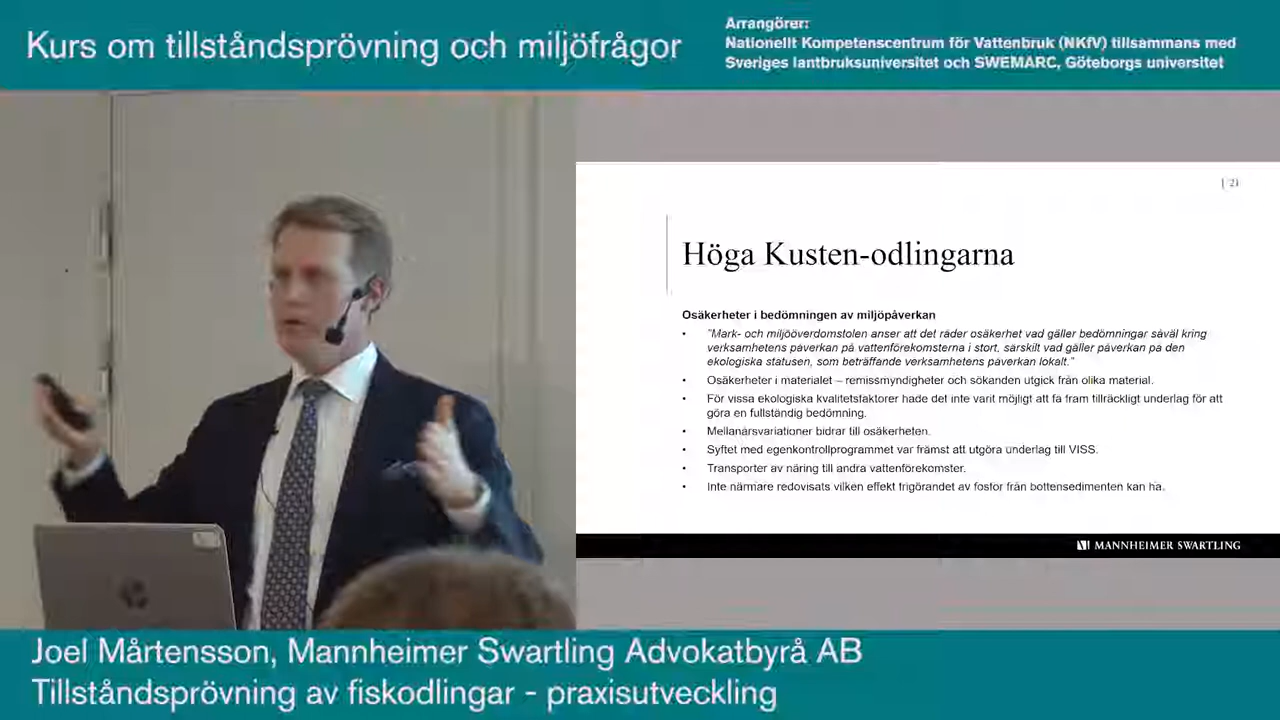 Kurs om tillståndsprövning och miljöfrågor
Arrangörer:
Nationellt Kompetenscentrum för Vattenbruk (NKfV) tillsammans med
Sveriges lantbruksuniversitet och SWEMARC, Göteborgs universitet
| 21
Höga Kusten-odlingarna
Osäkerheter i bedömningen av miljöpåverkan
• "Mark- och miljööverdomstolen anser att det råder osäkerhet vad gäller bedömningar såväl kring
verksamhetens påverkan på vattenförekomsterna i stort, särskilt vad gäller påverkan på den
ekologiska statusen, som beträffande verksamhetens påverkan lokalt."
• Osäkerheter i materialet – remissmyndigheter och sökanden utgick från olika material.
• För vissa ekologiska kvalitetsfaktorer hade det inte varit möjligt att få fram tillräckligt underlag för att
göra en fullständig bedömning.
• Mellanårsvariationer bidrar till osäkerheten.
• Syftet med egenkontrollprogrammet var främst att utgöra underlag till VISS.
• Transporter av näring till andra vattenförekomster.
• Inte närmare redovisats vilken effekt frigörandet av fosfor från bottensedimenten kan ha.
MANNHEIMER SWARTLING
Joel Mårtensson, Mannheimer Swartling Advokatbyrå AB
Tillståndsprövning av fiskodlingar - praxisutveckling